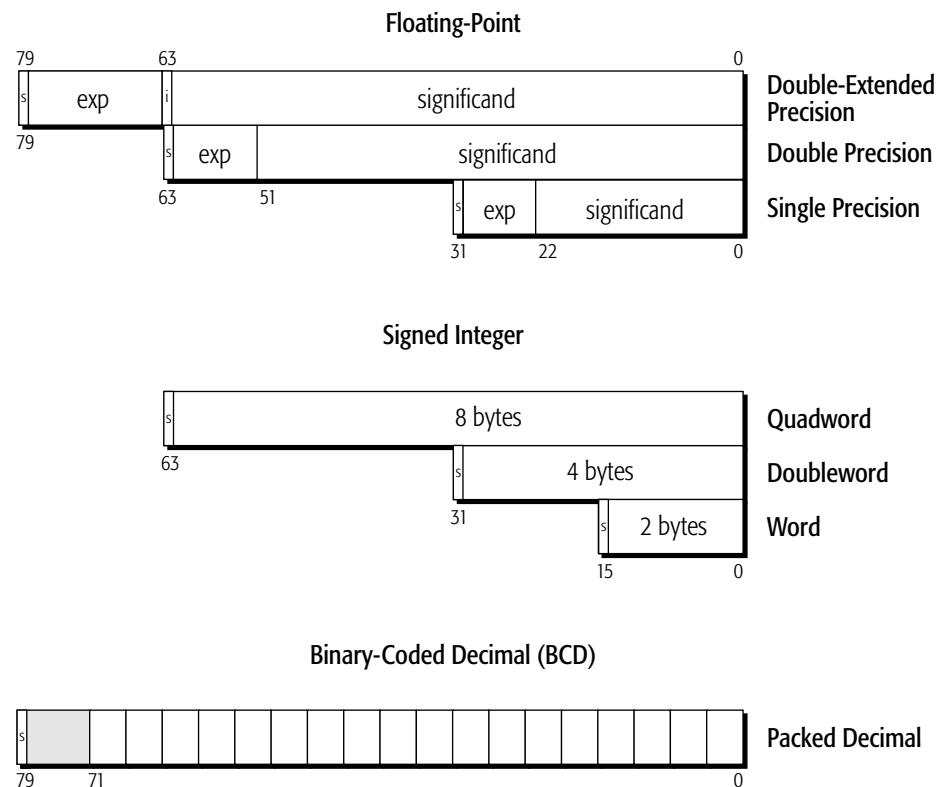 Floating-Point
79 63 0
s exp i significand Double-Extended
Precision
79
s exp significand Double Precision
63 51
s exp significand Single Precision
31 22 0
Signed Integer
s 8 bytes Quadword
63
s 4 bytes Doubleword
31
s 2 bytes Word
15 0
Binary-Coded Decimal (BCD)
s Packed Decimal
79 71 0